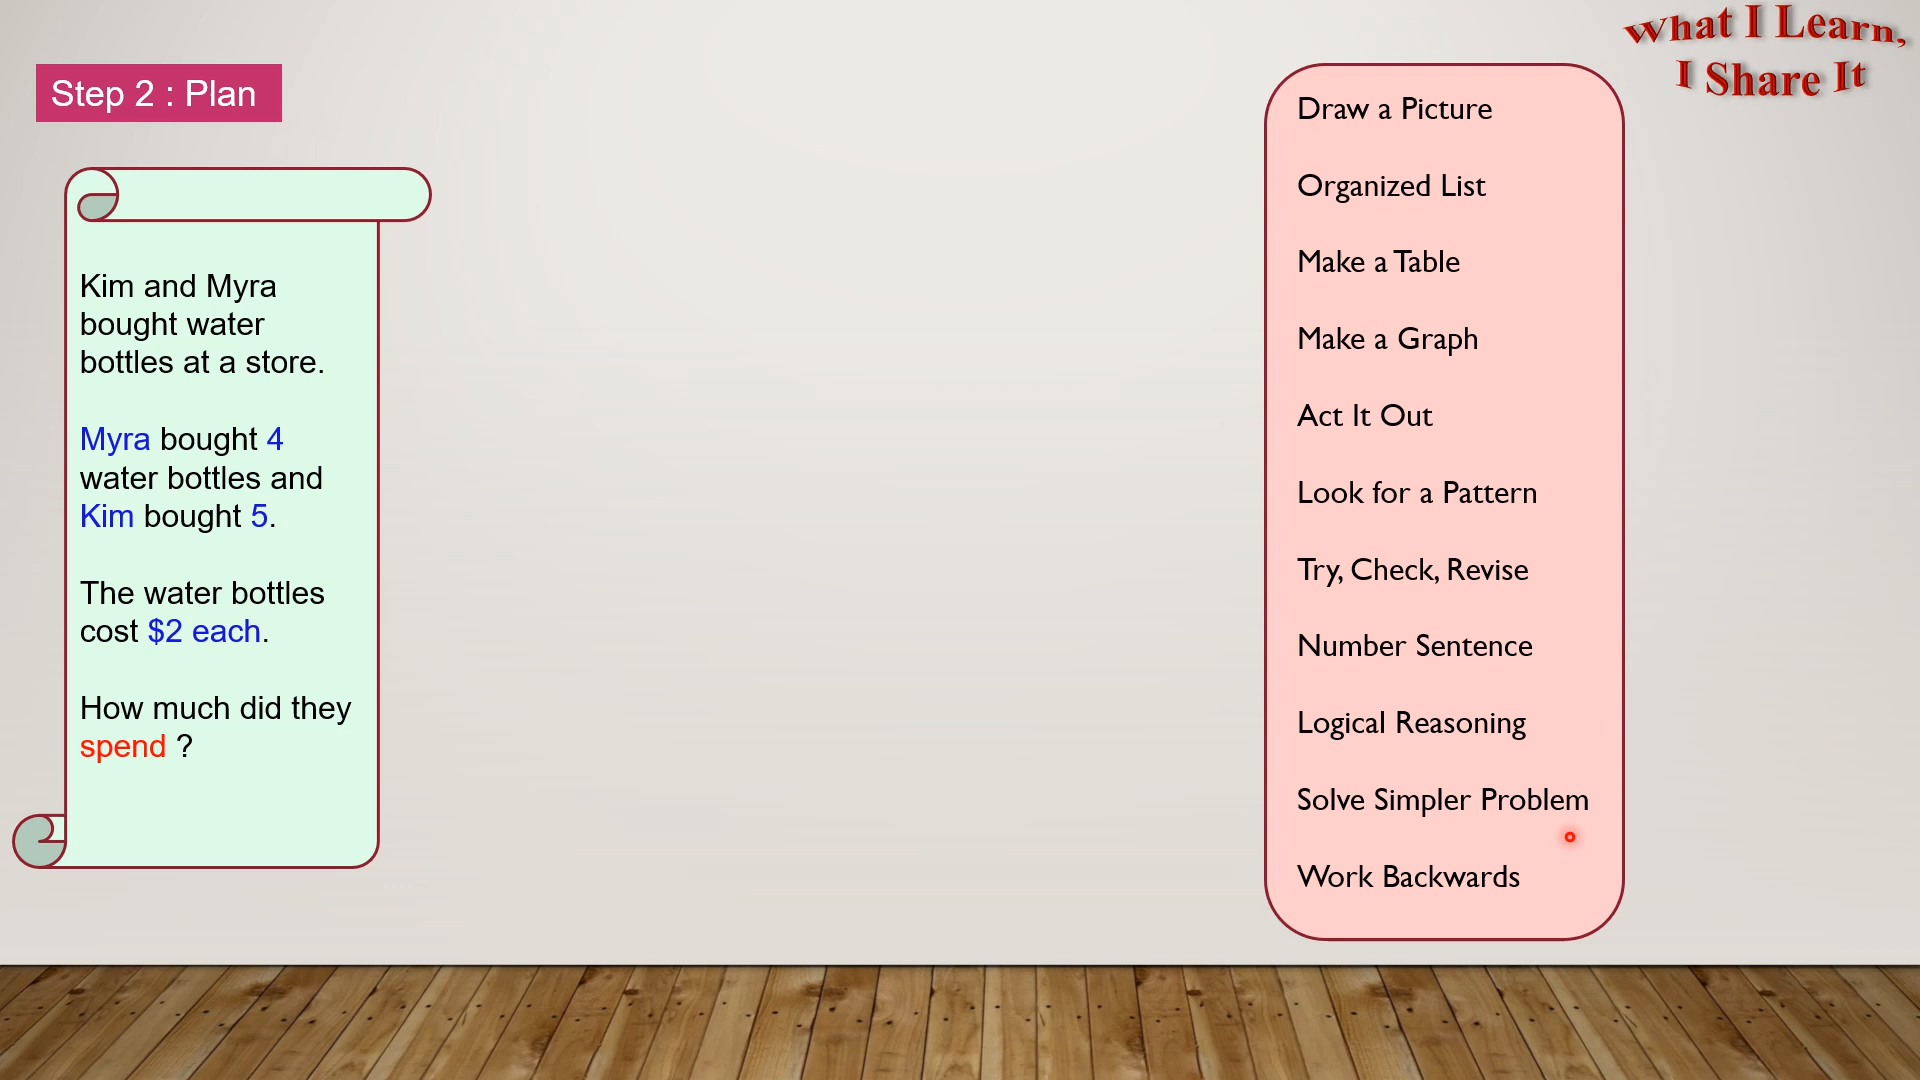 What I Learn,
I Share It
Step 2 : Plan
Kim and Myra
bought water
bottles at a store.
Myra bought 4
water bottles and
Kim bought 5.
The water bottles
cost $2 each.
How much did they
spend ?
Draw a Picture
Organized List
Make a Table
Make a Graph
Act It Out
Look for a Pattern
Try, Check, Revise
Number Sentence
Logical Reasoning
Solve Simpler Problem
Work Backwards